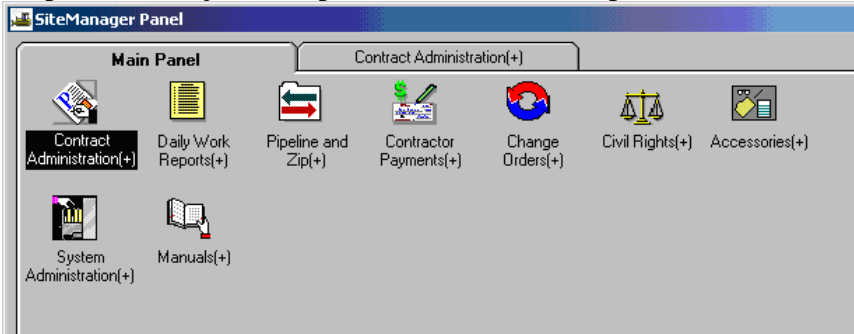 SiteManager Panel
Main Panel
Contract Administration(+)
Contract
Administration(+)
Daily Work
Reports(+)
Pipeline and
Zip(+)
Contractor
Payments(+)
Change
Orders(+)
Civil Rights(+)
Accessories(+)
System
Administration(+)
Manuals(+)